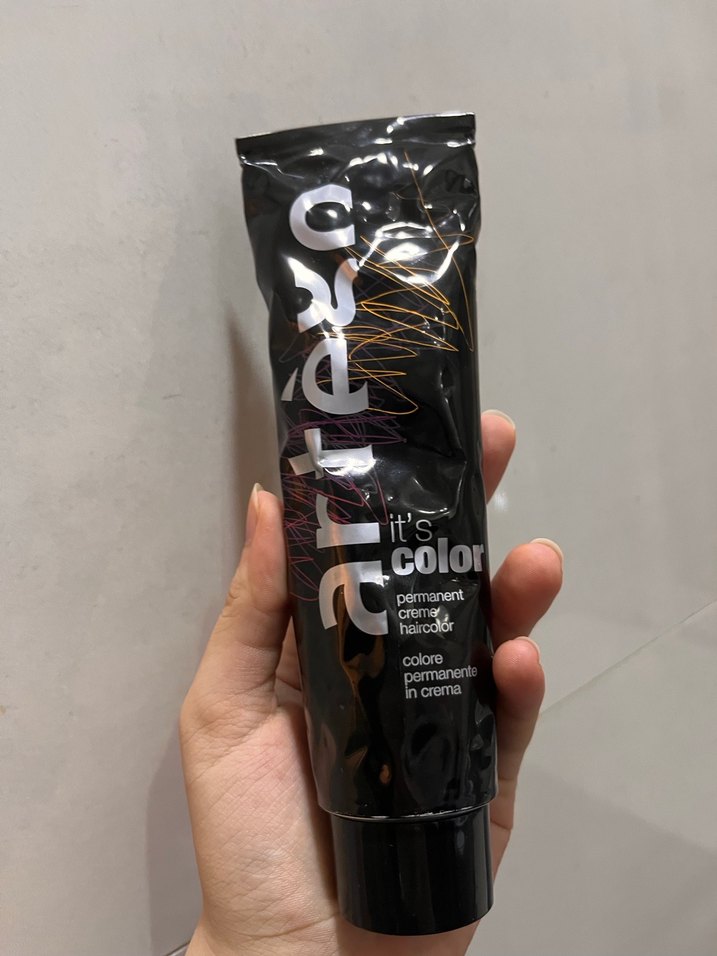 artègo
it's
color
permanent
creme
haircolor
colore
permanente
in crema